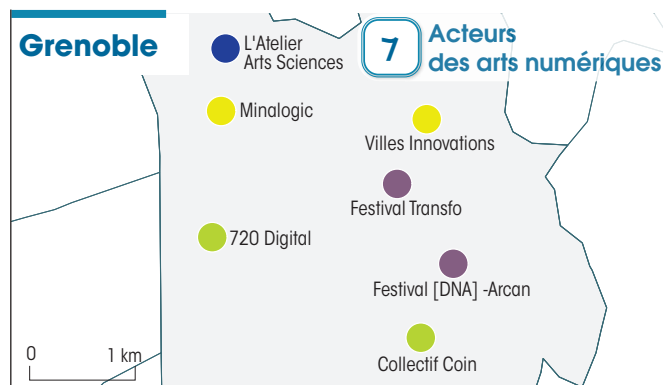 Grenoble
L'Atelier
Arts Sciences
7
Acteurs
des arts numériques
Minalogic
Villes Innovations
Festival Transfo
720 Digital
Festival [DNA] -Arcan
0
1 km
Collectif Coin